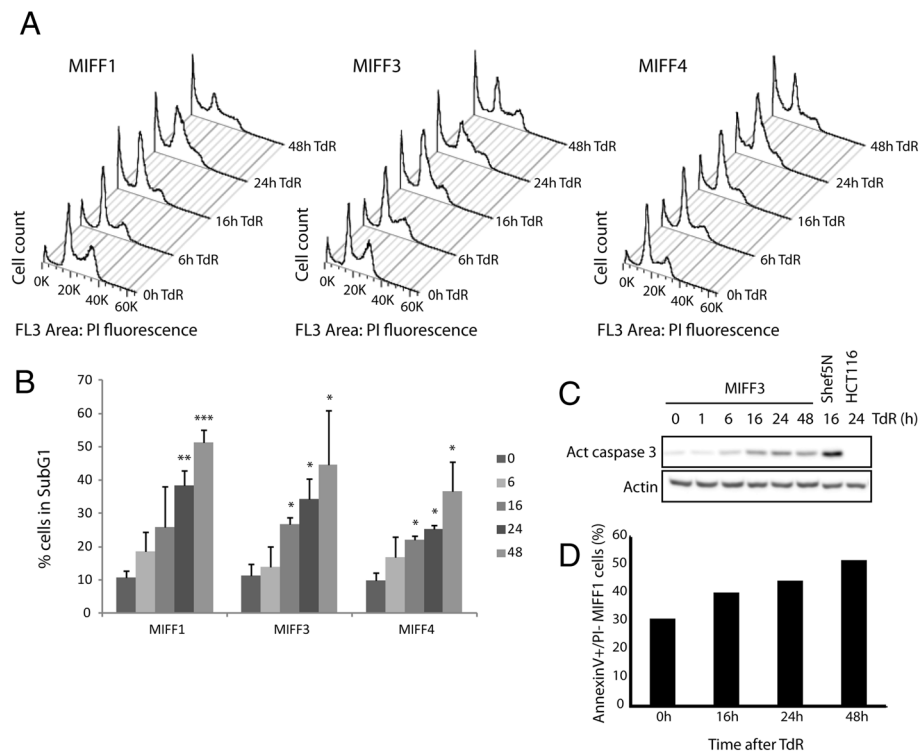 A
MIFF1
MIFF3
MIFF4
Cell count
0K 20K 40K 60K
0h TdR
6h TdR
16h TdR
24h TdR
48h TdR
FL3 Area: PI fluorescence
Cell count
0K 20K 40K 60K
0h TdR
6h TdR
16h TdR
24h TdR
48h TdR
FL3 Area: PI fluorescence
Cell count
0K 20K 40K 60K
0h TdR
6h TdR
16h TdR
24h TdR
48h TdR
FL3 Area: PI fluorescence
B
% cells in SubG1
70
60
50
40
30
20
10
0
** ***
* * *
* * *
MIFF1 MIFF3 MIFF4
0
6
16
24
48
C
MIFF3 Shef5N HCT116
0 1 6 16 24 48 16 24 TdR (h)
Act caspase 3
Actin
D
AnnexinV+/PI- MIFF1 cells (%)
60
50
40
30
20
10
0
0h 16h 24h 48h
Time after TdR